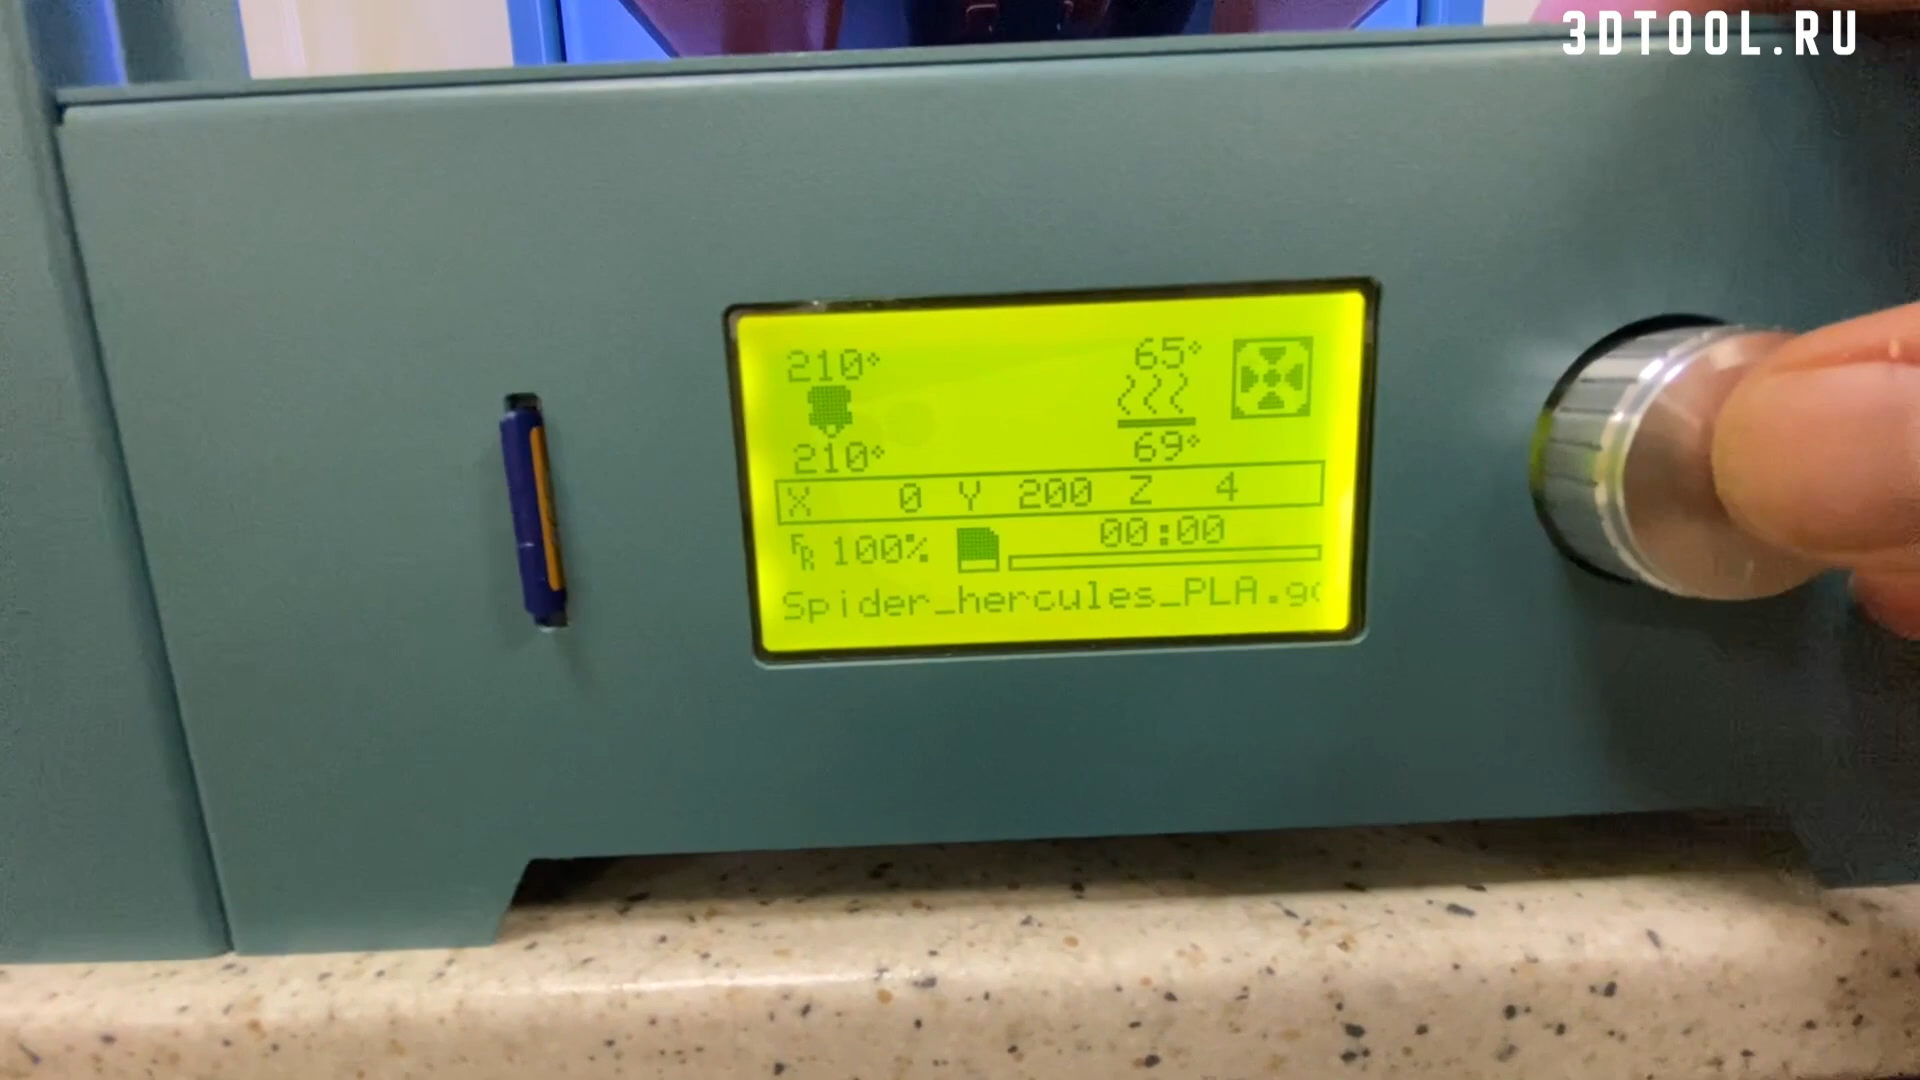 3DTOOL.RU
210° 65°
210° 69°
X 0 Y 200 Z 4
FR 100% 00:00
Spider_hercules_PLA.gc